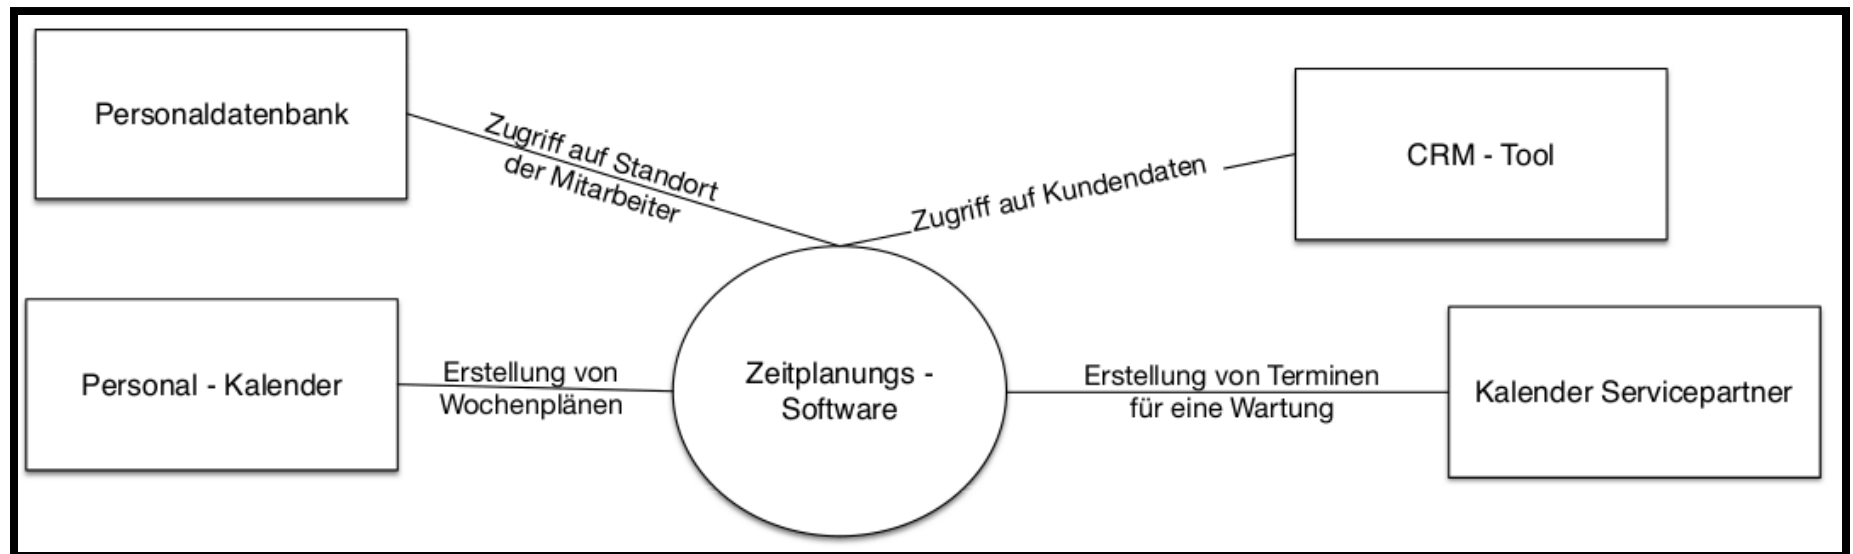 Personaldatenbank
Zugriff auf Standort
der Mitarbeiter
Zugriff auf Kundendaten
CRM - Tool
Personal - Kalender
Erstellung von
Wochenplänen
Zeitplanungs -
Software
Erstellung von Terminen
für eine Wartung
Kalender Servicepartner